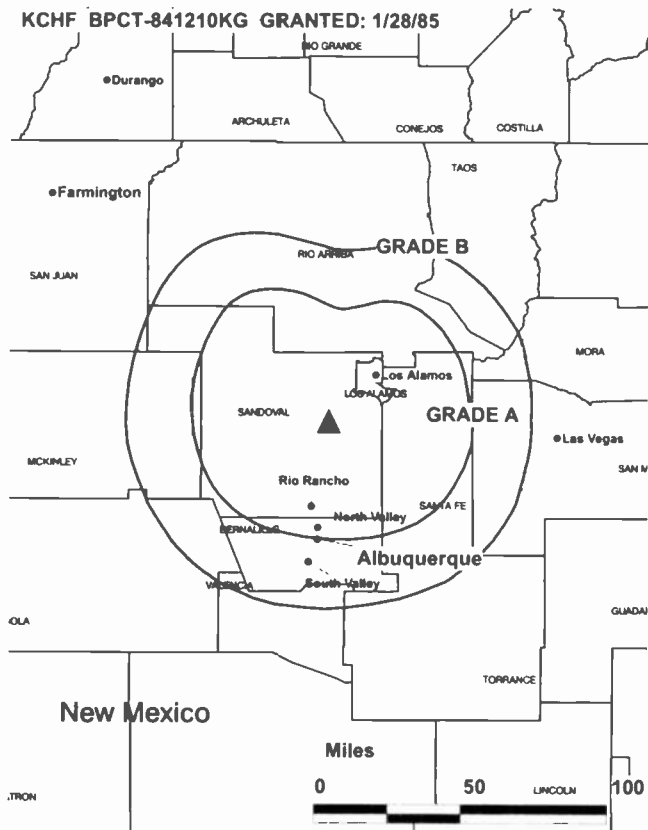 KCHF BPCT-841210KG GRANTED: 1/28/85
RIO GRANDE
Durango
ARCHULETA
CONEJOS
COSTILLA
TAOS
Farmington
GRADE B
RIO ARRIBA
SAN JUAN
MORA
Los Alamos
LOS ALAMOS
SANDOVAL
GRADE A
Las Vegas
MCKINLEY
SAN M
Rio Rancho
SANTA FE
North Valley
BERNALILLO
Albuquerque
VALENCIA
South Valley
GUADA
OLA
TORRANCE
New Mexico
Miles
0 50 100
LINCOLN
TRON